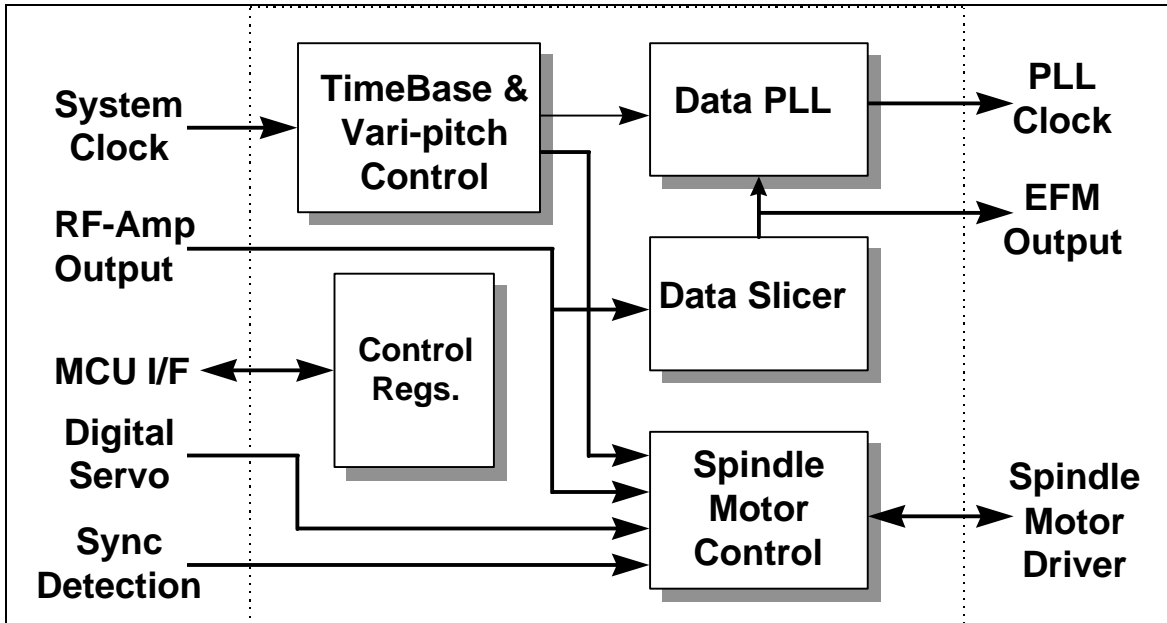 System
Clock
RF-Amp
Output
MCU I/F
Digital
Servo
Sync
Detection
TimeBase &
Vari-pitch
Control
Control
Regs.
Data PLL
Data Slicer
Spindle
Motor
Control
PLL
Clock
EFM
Output
Spindle
Motor
Driver